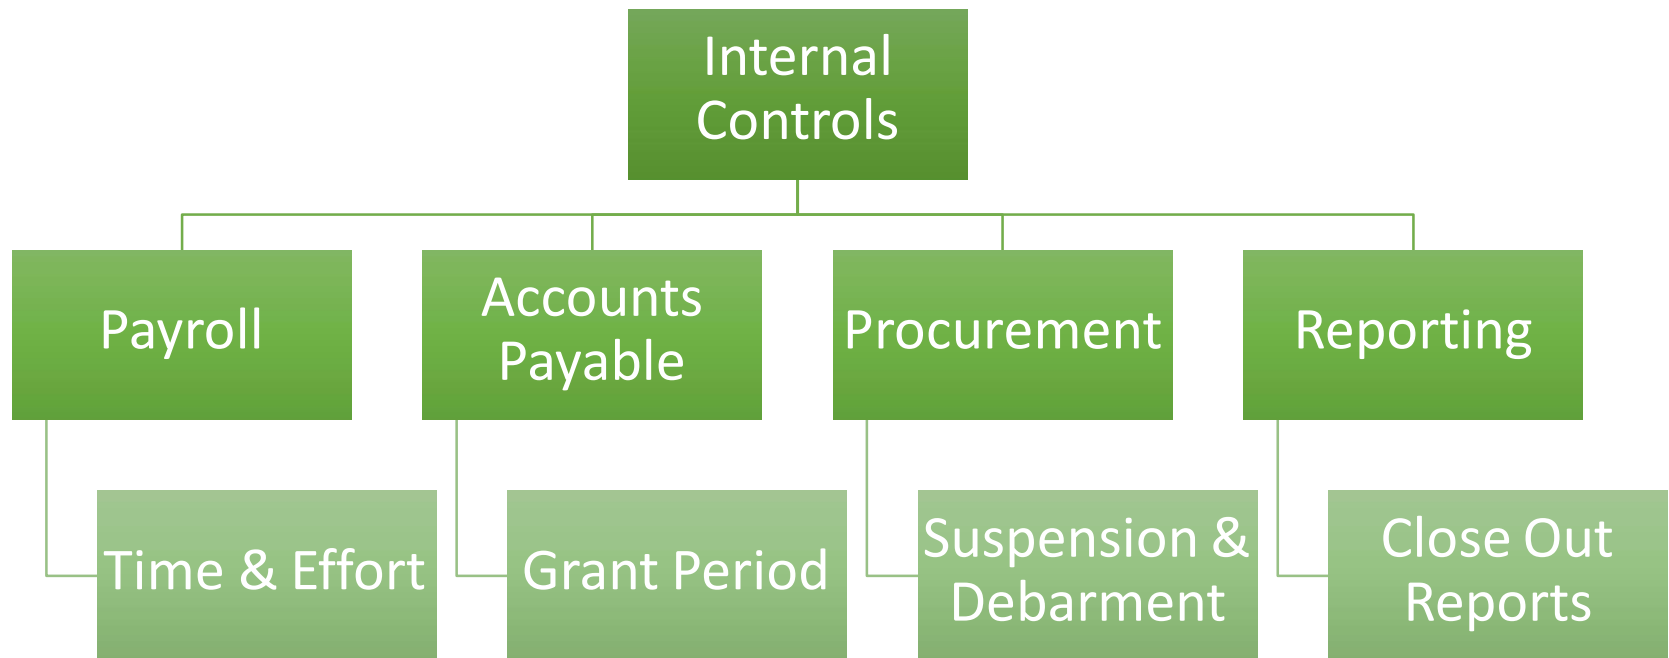 Internal
Controls
Payroll
Accounts
Payable
Procurement
Reporting
Time & Effort
Grant Period
Suspension &
Debarment
Close Out
Reports